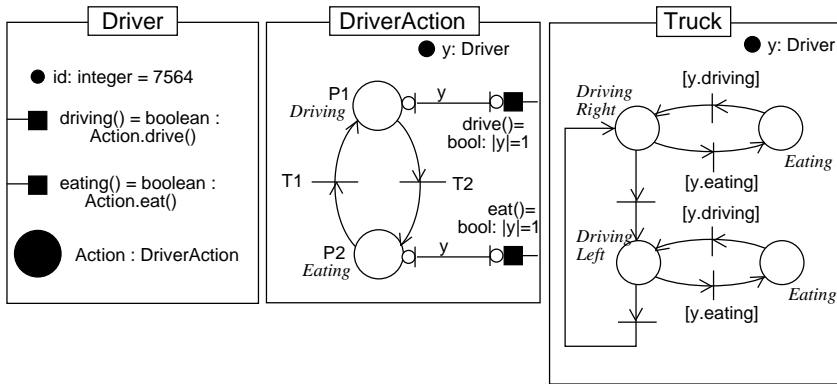 Driver
id: integer = 7564
driving() = boolean :
Action.drive()
eating() = boolean :
Action.eat()
Action : DriverAction
DriverAction
y: Driver
P1
Driving
y
drive()=
bool: |y|=1
T1
T2
eat()=
bool: |y|=1
P2
Eating
y
Truck
y: Driver
[y.driving]
Driving
Right
Eating
[y.eating]
[y.driving]
Driving
Left
Eating
[y.eating]